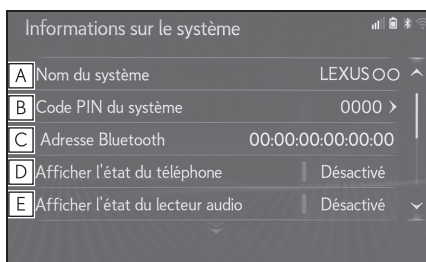 Informations sur le système
A Nom du système LEXUS○○
B Code PIN du système 0000
C Adresse Bluetooth 00:00:00:00:00:00
D Afficher l'état du téléphone Désactivé
E Afficher l'état du lecteur audio Désactivé